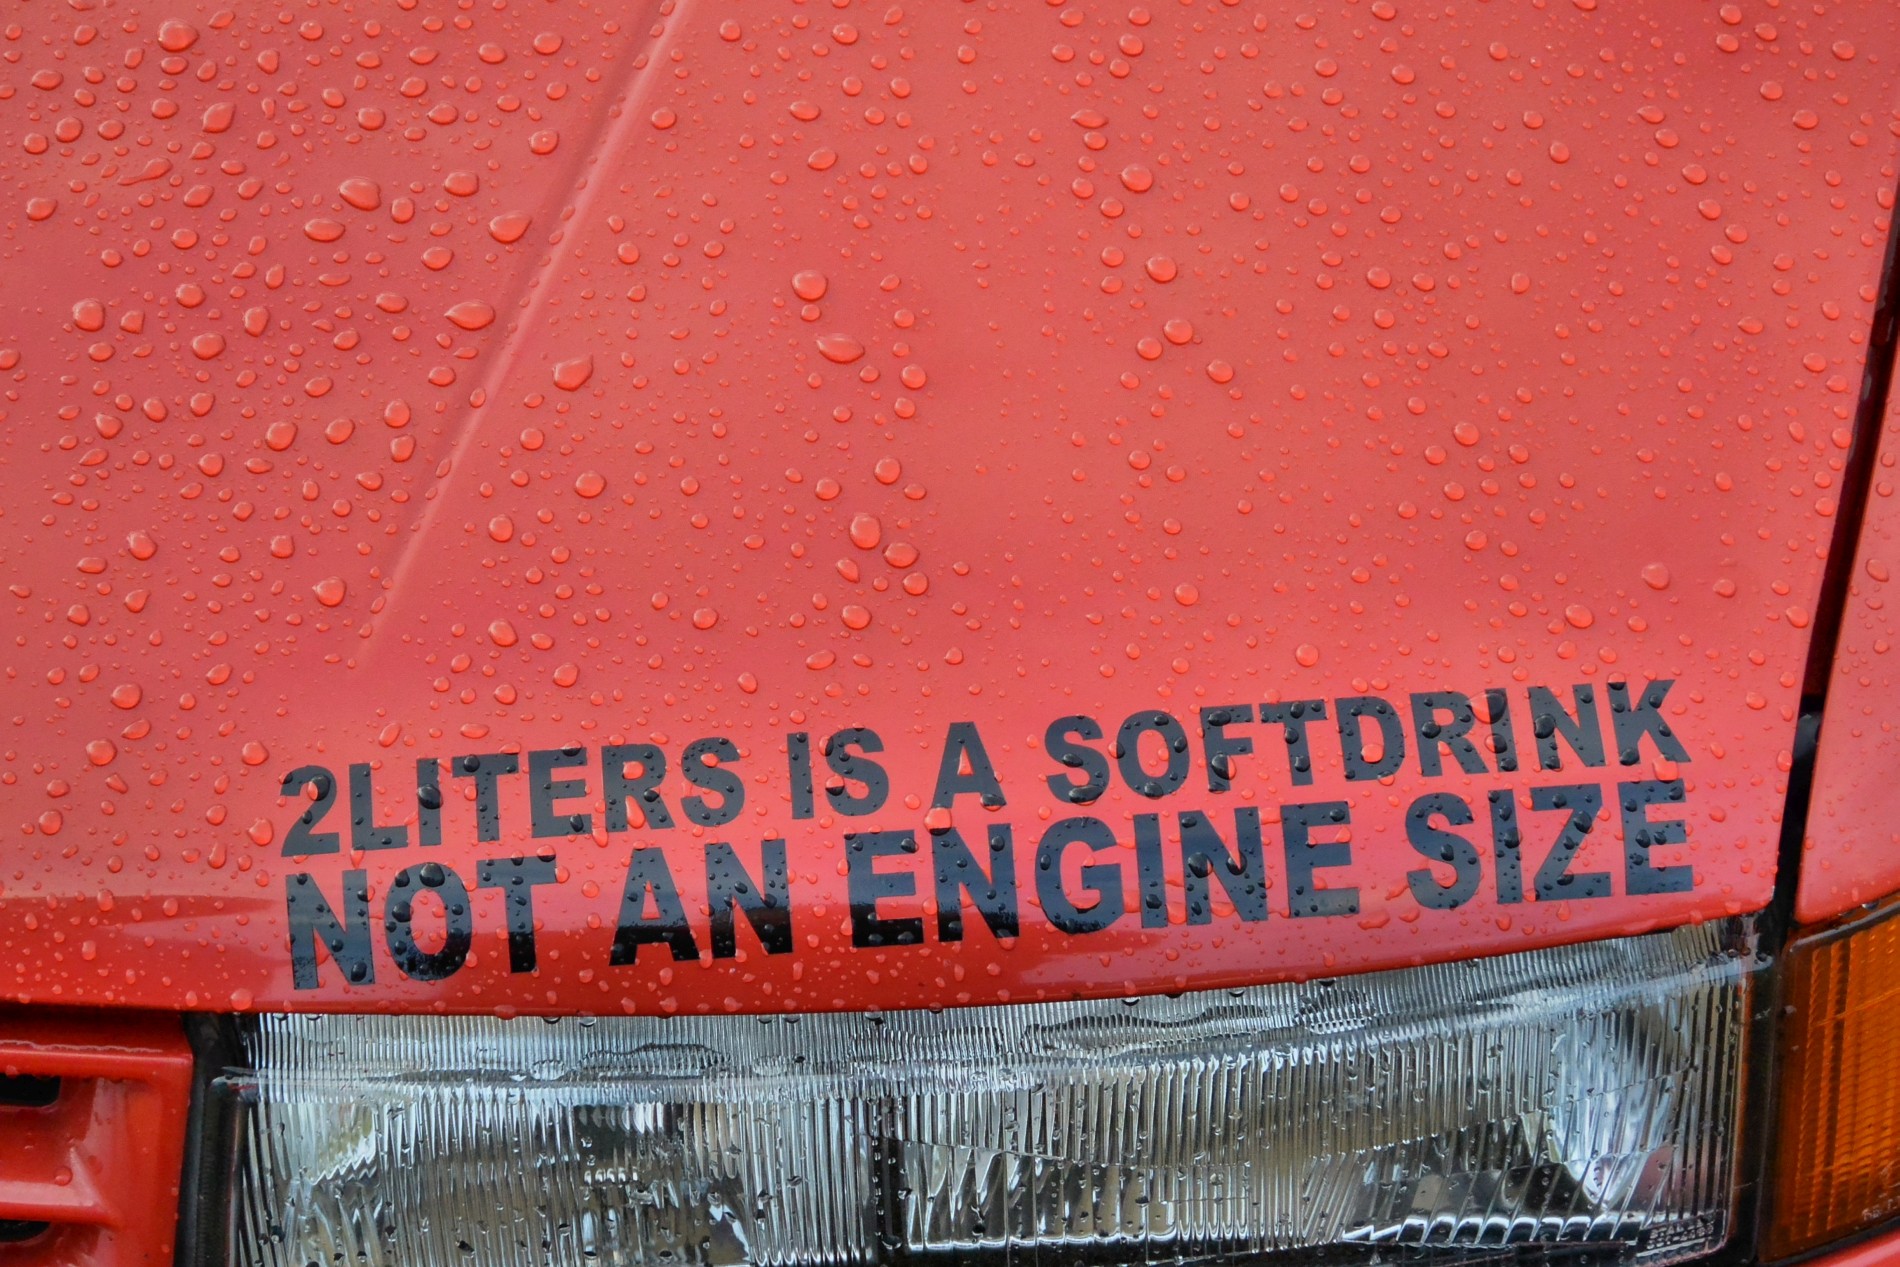 2LITERS IS A SOFTDRINK
NOT AN ENGINE SIZE